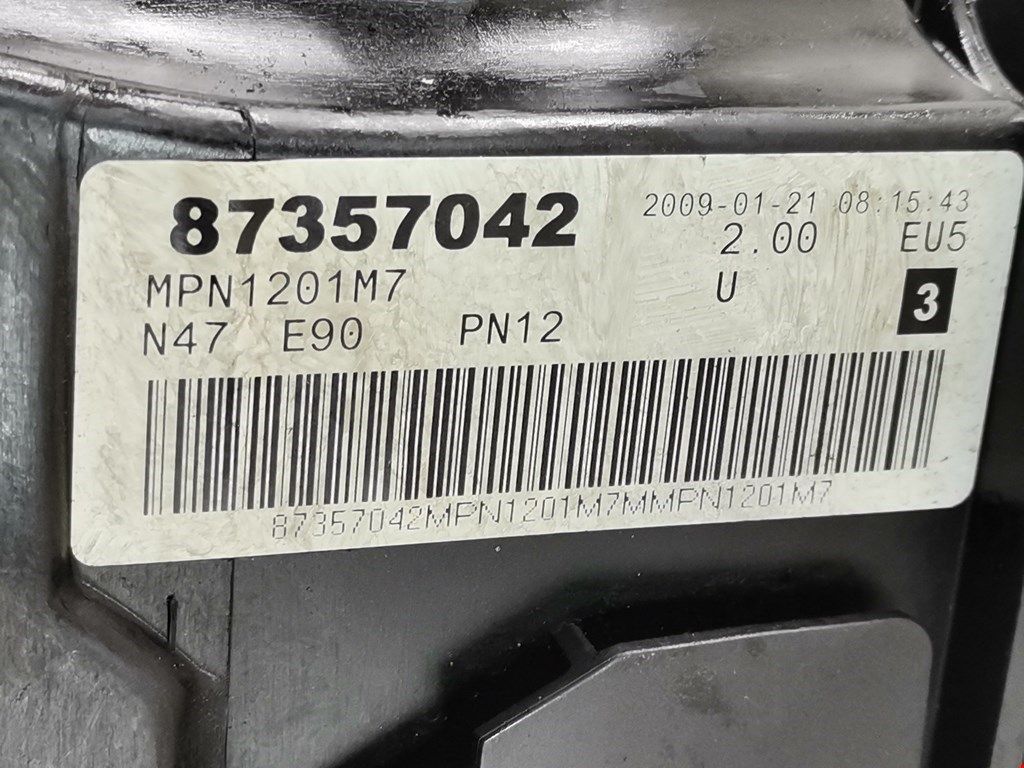 87357042 2009-01-21 08:15:43
2.00 EU5
MPN1201M7 U 3
N47 E90 PN12
87357042MPN1201M7MMPN1201M7